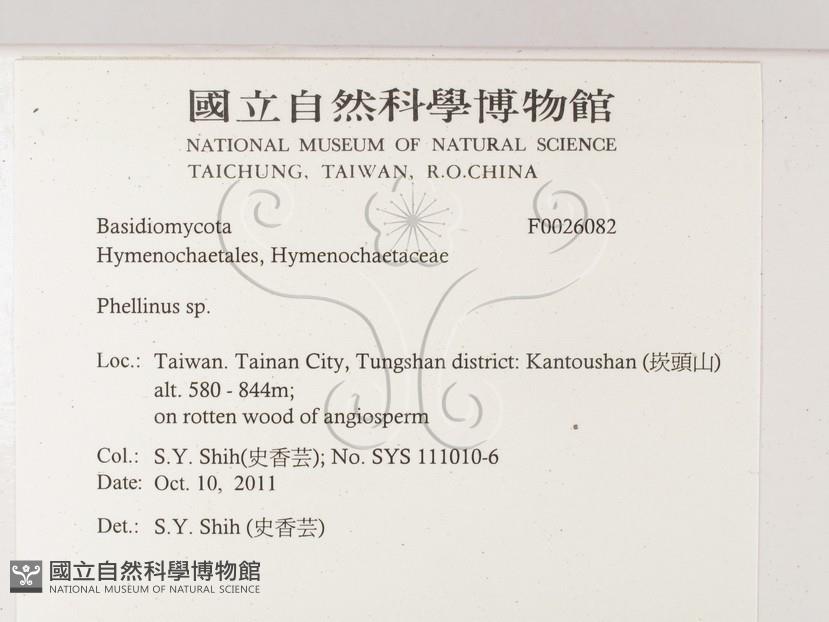 國立自然科學博物館
NATIONAL MUSEUM OF NATURAL SCIENCE
TAICHUNG, TAIWAN, R.O.CHINA
Basidiomycota F0026082
Hymenochaetales, Hymenochaetaceae
Phellinus sp.
Loc.: Taiwan. Tainan City, Tungshan district: Kantoushan (崁頭山)
alt. 580 - 844m;
on rotten wood of angiosperm
Col.: S.Y. Shih(史香芸); No. SYS 111010-6
Date: Oct. 10, 2011
Det.: S.Y. Shih (史香芸)
國立自然科學博物館
NATIONAL MUSEUM OF NATURAL SCIENCE